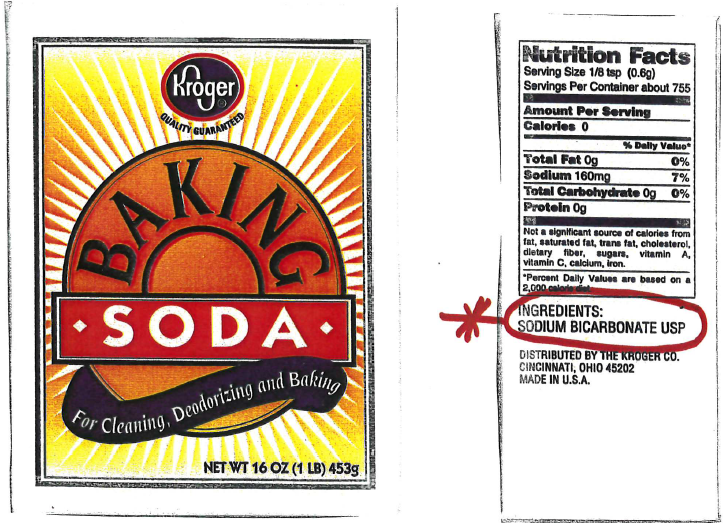 Kroger
QUALITY GUARANTEED
BAKING
SODA
For Cleaning, Deodorizing and Baking
NET WT 16 OZ (1 LB) 453g
Nutrition Facts
Serving Size 1/8 tsp (0.6g)
Servings Per Container about 755
Amount Per Serving
Calories 0
% Daily Value*
Total Fat 0g 0%
Sodium 160mg 7%
Total Carbohydrate 0g 0%
Protein 0g
Not a significant source of calories from
fat, saturated fat, trans fat, cholesterol,
dietary fiber, sugars, vitamin A,
vitamin C, calcium, iron.
*Percent Daily Values are based on a
2,000 calorie diet.
INGREDIENTS:
SODIUM BICARBONATE USP
DISTRIBUTED BY THE KROGER CO.
CINCINNATI, OHIO 45202
MADE IN U.S.A.